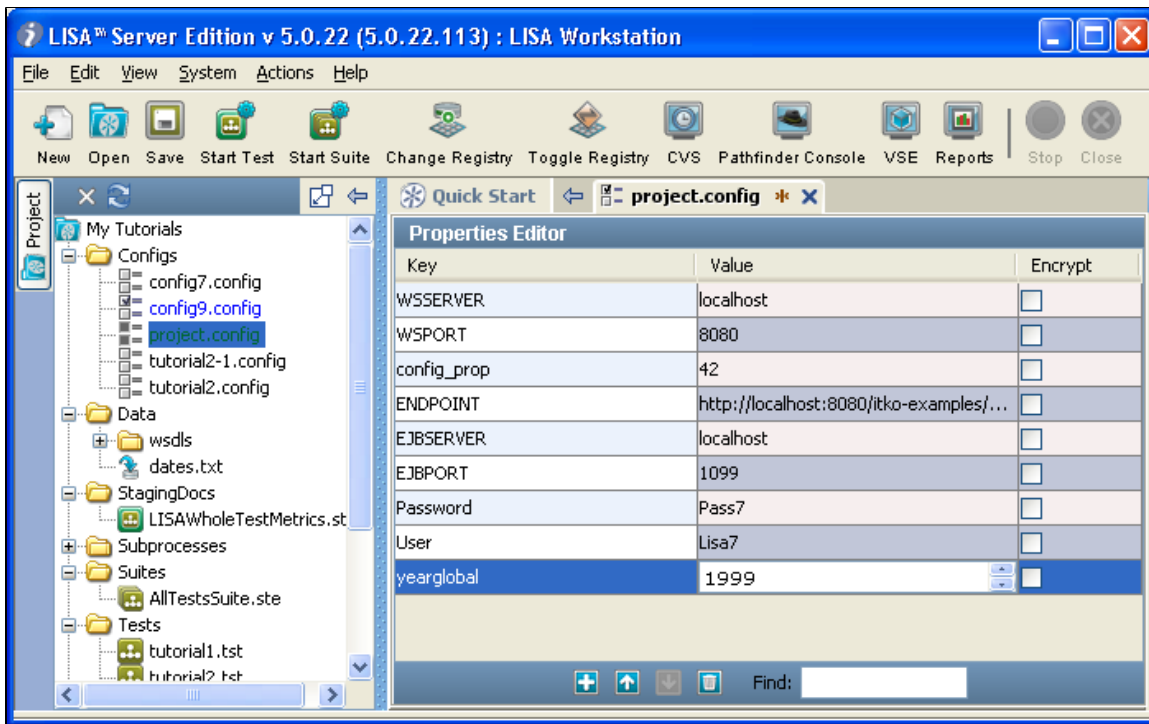 LISA™ Server Edition v 5.0.22 (5.0.22.113) : LISA Workstation
File Edit View System Actions Help
New Open Save Start Test Start Suite Change Registry Toggle Registry CVS Pathfinder Console VSE Reports Stop Close
Project
My Tutorials
Configs
config7.config
config9.config
project.config
tutorial2-1.config
tutorial2.config
Data
wsdls
dates.txt
StagingDocs
LISAWholeTestMetrics.st
Subprocesses
Suites
AllTestsSuite.ste
Tests
tutorial1.tst
tutorial2.tst
Quick Start project.config
Properties Editor
Key Value Encrypt
WSSERVER localhost
WSPORT 8080
config_prop 42
ENDPOINT http://localhost:8080/itko-examples/...
EJBSERVER localhost
EJBPORT 1099
Password Pass7
User Lisa7
yearglobal 1999
Find: